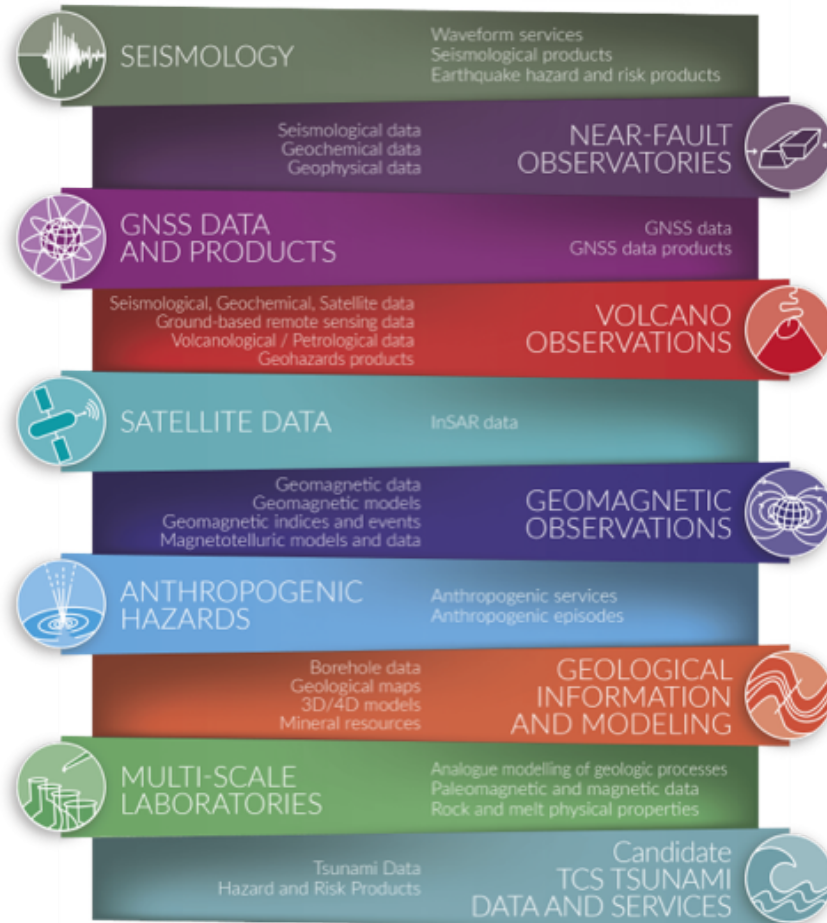 SEISMOLOGY
Waveform services
Seismological products
Earthquake hazard and risk products
Seismological data
Geochemical data
Geophysical data
NEAR-FAULT
OBSERVATORIES
GNSS DATA
AND PRODUCTS
GNSS data
GNSS data products
Seismological, Geochemical, Satellite data
Ground-based remote sensing data
Volcanological / Petrological data
Geohazards products
VOLCANO
OBSERVATIONS
SATELLITE DATA
InSAR data
Geomagnetic data
Geomagnetic models
Geomagnetic indices and events
Magnetotelluric models and data
GEOMAGNETIC
OBSERVATIONS
ANTHROPOGENIC
HAZARDS
Anthropogenic services
Anthropogenic episodes
Borehole data
Geological maps
3D/4D models
Mineral resources
GEOLOGICAL
INFORMATION
AND MODELING
MULTI-SCALE
LABORATORIES
Analogue modelling of geologic processes
Paleomagnetic and magnetic data
Rock and melt physical properties
Tsunami Data
Hazard and Risk Products
Candidate
TCS TSUNAMI
DATA AND SERVICES